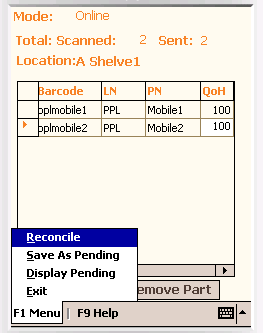 Mode: Online
Total: Scanned: 2 Sent: 2
Location:A Shelve1
Barcode LN PN QoH
pplmobile1 PPL Mobile1 100
pplmobile2 PPL Mobile2 100
Reconcile
Save As Pending
Display Pending
Exit
emove Part
F1 Menu F9 Help